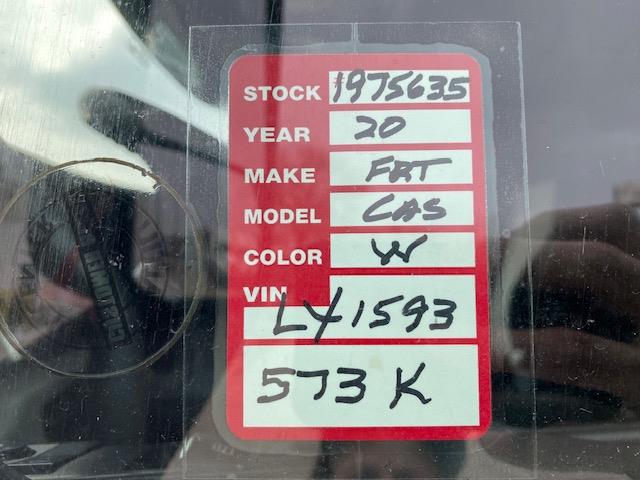 STOCK 1975635
YEAR 20
MAKE FRT
MODEL CAS
COLOR W
VIN
LY1593
573 K